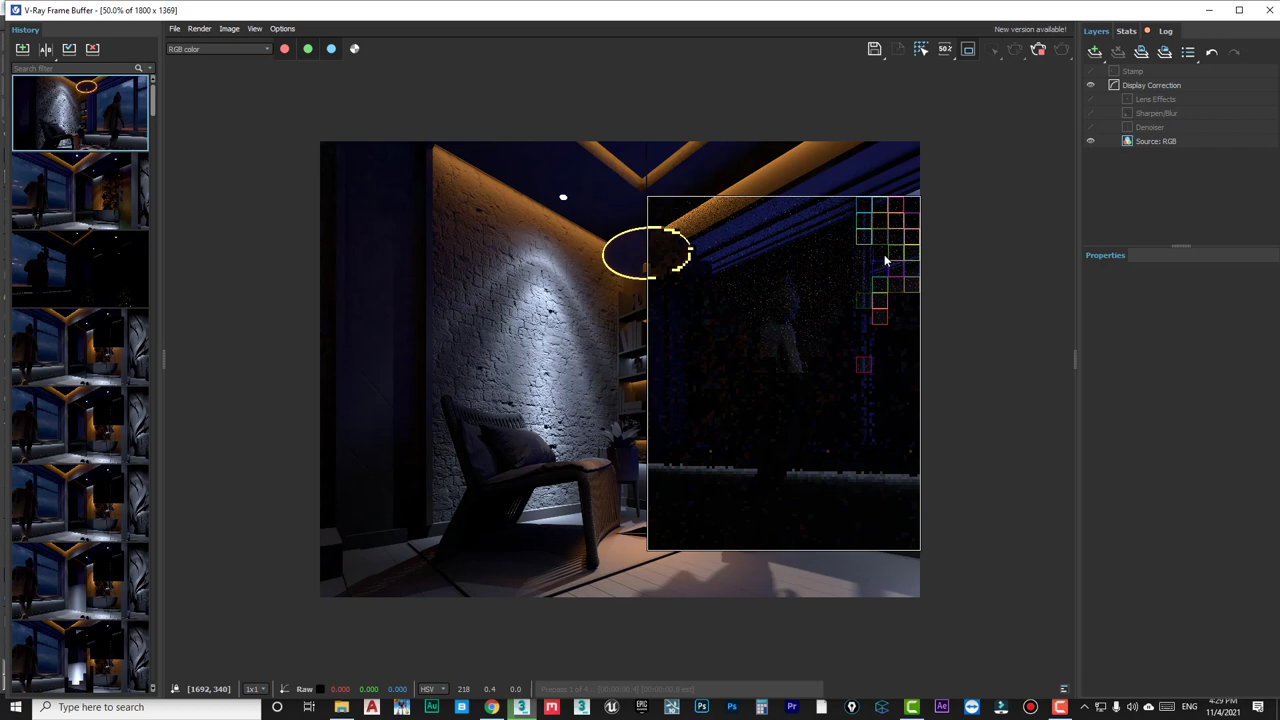 V-Ray Frame Buffer - [50.0% of 1800 x 1369]
History
File Render Image View Options
New version available!
Layers Stats Log
RGB color
Search filter
Stamp
Display Correction
Lens Effects
Sharpen/Blur
Denoiser
Source: RGB
Properties
[1692, 340] 1x1 Raw 0.000 0.000 0.000 HSV 218 0.4 0.0
Type here to search
4:29 PM
11/4/2021